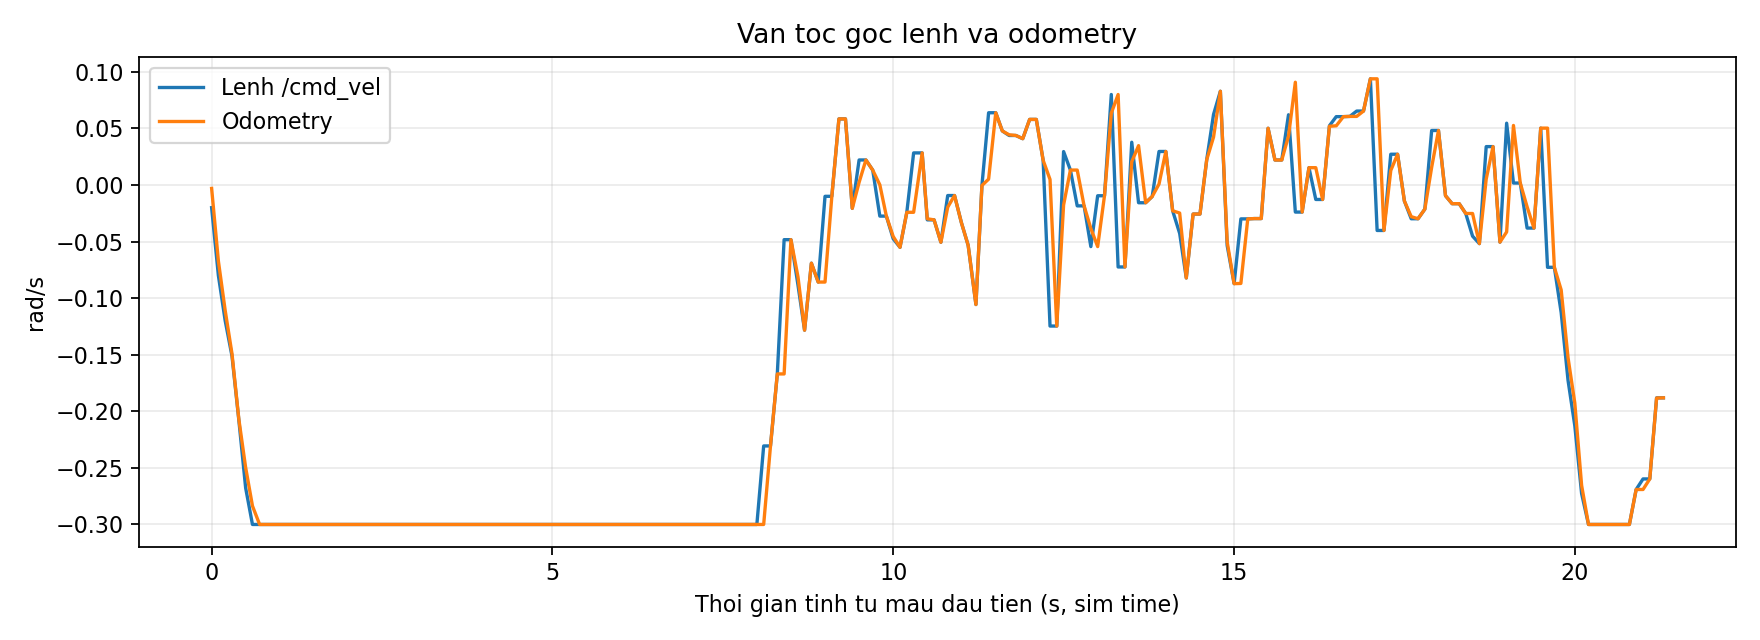 Van toc goc lenh va odometry
Lenh /cmd_vel
Odometry
rad/s
0.10
0.05
0.00
−0.05
−0.10
−0.15
−0.20
−0.25
−0.30
0 5 10 15 20
Thoi gian tinh tu mau dau tien (s, sim time)